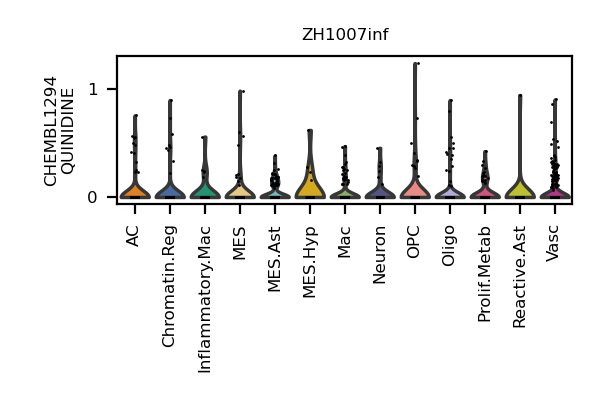 ZH1007inf
CHEMBL1294
QUINIDINE
1
0
AC
Chromatin.Reg
Inflammatory.Mac
MES
MES.Ast
MES.Hyp
Mac
Neuron
OPC
Oligo
Prolif.Metab
Reactive.Ast
Vasc